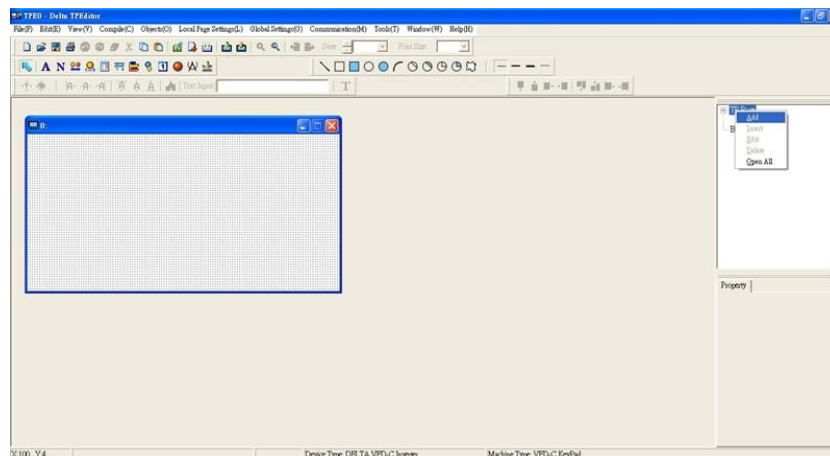 TPE0 - Delta TPEditor
File(F) Edit(E) View(V) Compile(C) Objects(O) Local Page Settings(L) Global Settings(G) Communication(M) Tools(T) Window(W) Help(H)
Font Size
A N W
Text Input
T
0:
Add
Insert
Edit
Delete
Open All
B
Property
X:100 Y:4 Device Type: DELTA VFD-C Inverter Machine Type: VFD-C KeyPad